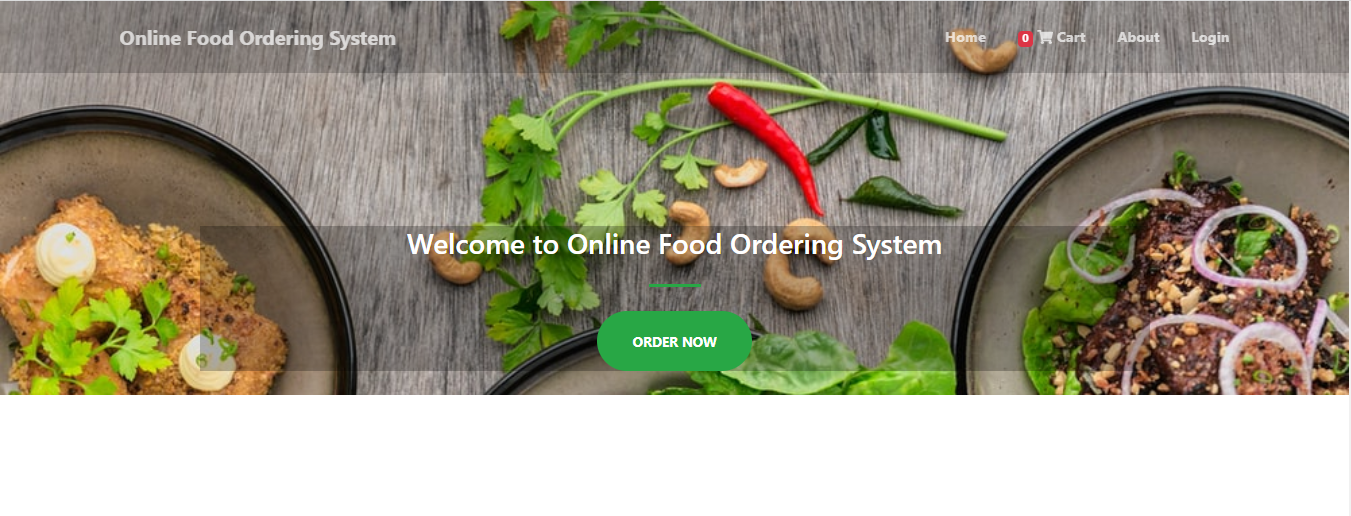 Online Food Ordering System
Home 0 Cart About Login
Welcome to Online Food Ordering System
ORDER NOW